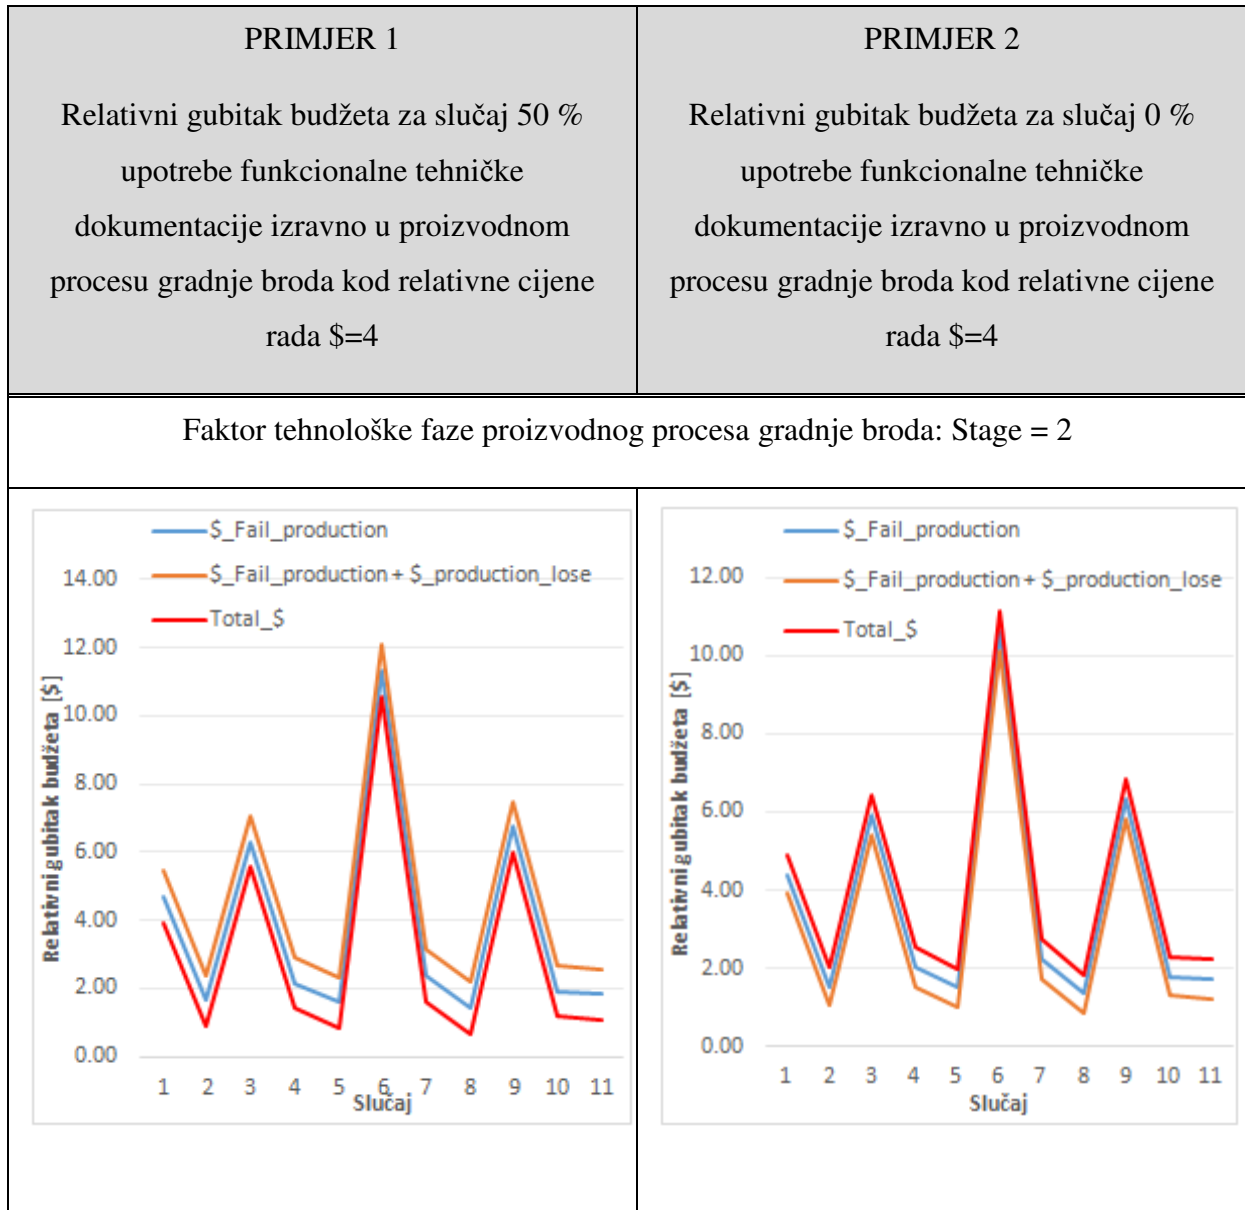 PRIMJER 1
Relativni gubitak budžeta za slučaj 50 %
upotrebe funkcionalne tehničke
dokumentacije izravno u proizvodnom
procesu gradnje broda kod relativne cijene
rada $=4
PRIMJER 2
Relativni gubitak budžeta za slučaj 0 %
upotrebe funkcionalne tehničke
dokumentacije izravno u proizvodnom
procesu gradnje broda kod relativne cijene
rada $=4
Faktor tehnološke faze proizvodnog procesa gradnje broda: Stage = 2
$_Fail_production
$_Fail_production + $_production_lose
Total_$
Relativni gubitak budžeta [$]
14.00
12.00
10.00
8.00
6.00
4.00
2.00
0.00
1 2 3 4 5 6 7 8 9 10 11
Slučaj
$_Fail_production
$_Fail_production + $_production_lose
Total_$
Relativni gubitak budžeta [$]
12.00
10.00
8.00
6.00
4.00
2.00
0.00
1 2 3 4 5 6 7 8 9 10 11
Slučaj